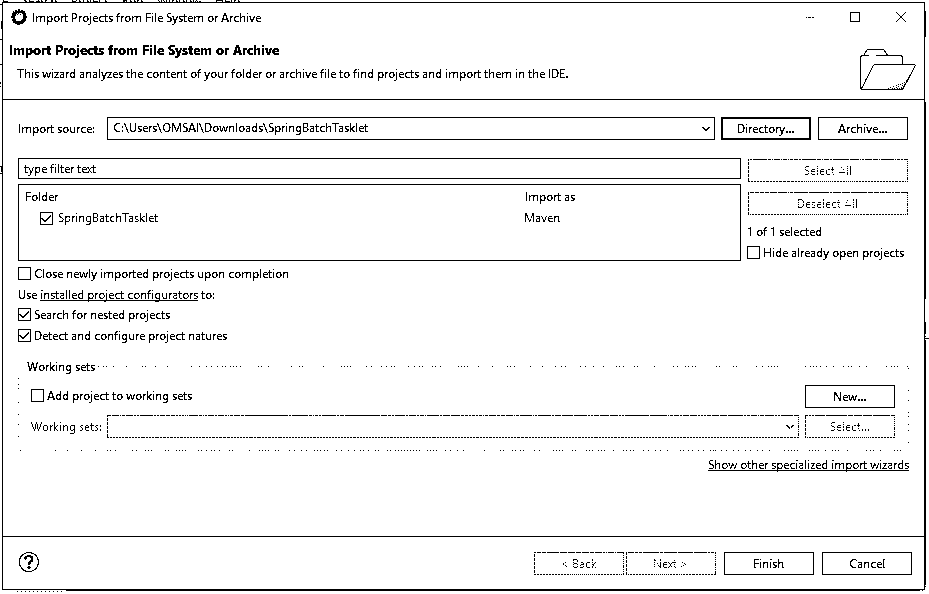 Import Projects from File System or Archive
Import Projects from File System or Archive
This wizard analyzes the content of your folder or archive file to find projects and import them in the IDE.
Import source: C:\Users\OMSAI\Downloads\SpringBatchTasklet Directory... Archive...
type filter text Select All
Folder Import as Deselect All
SpringBatchTasklet Maven
1 of 1 selected
Hide already open projects
Close newly imported projects upon completion
Use installed project configurators to:
Search for nested projects
Detect and configure project natures
Working sets
Add project to working sets New...
Working sets: Select...
Show other specialized import wizards
< Back Next > Finish Cancel